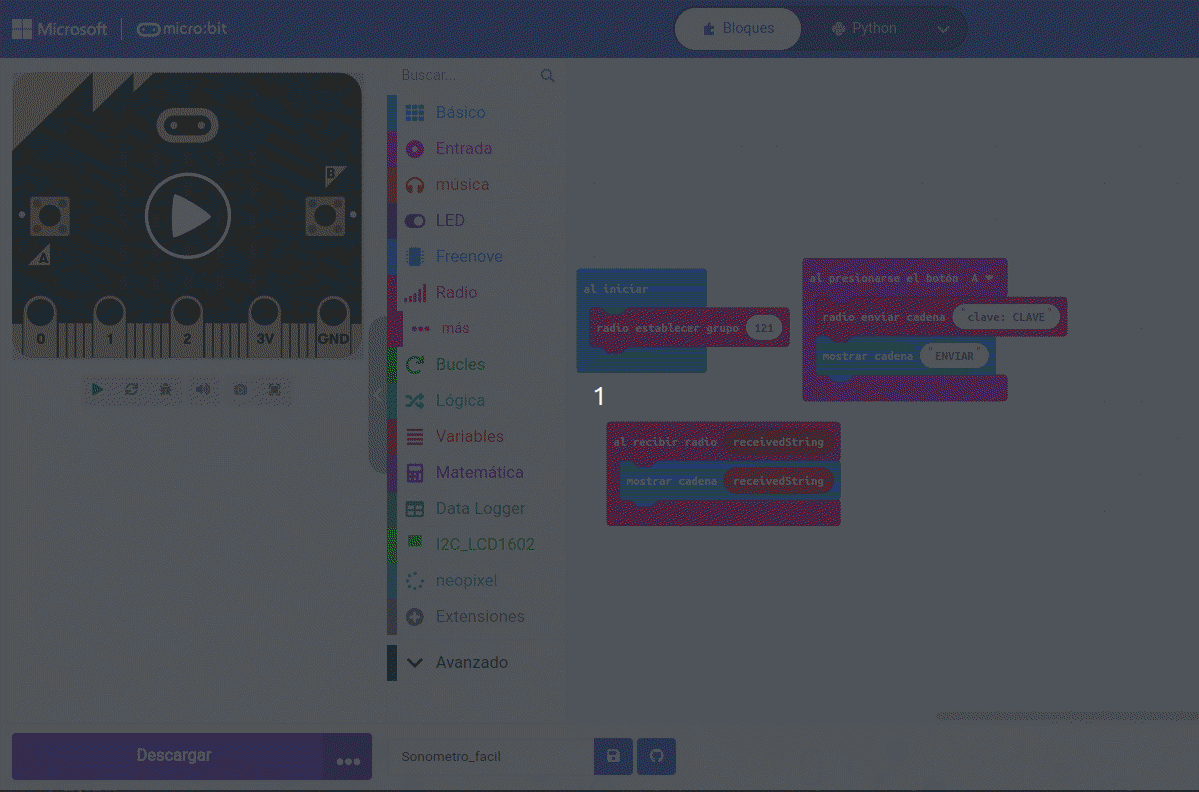 Microsoft micro:bit
Bloques
Python
Buscar...
Básico
Entrada
música
LED
Freenove
Radio
más
Bucles
Lógica
Variables
Matemática
Data Logger
I2C_LCD1602
neopixel
Extensiones
Avanzado
A
B
0 1 2 3V GND
al iniciar
radio establecer grupo 121
al presionarse el botón A
radio enviar cadena "clave: CLAVE"
mostrar cadena "ENVIAR"
1
al recibir radio receivedString
mostrar cadena receivedString
Descargar
Sonometro_facil